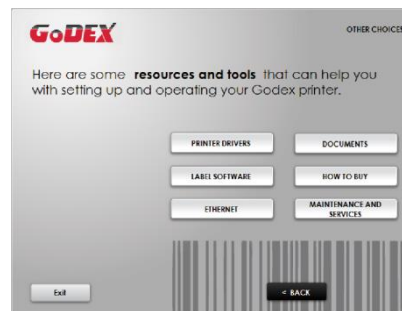 GoDEX
OTHER CHOICES
Here are some resources and tools that can help you
with setting up and operating your Godex printer.
PRINTER DRIVERS
DOCUMENTS
LABEL SOFTWARE
HOW TO BUY
ETHERNET
MAINTENANCE AND
SERVICES
Exit
< BACK